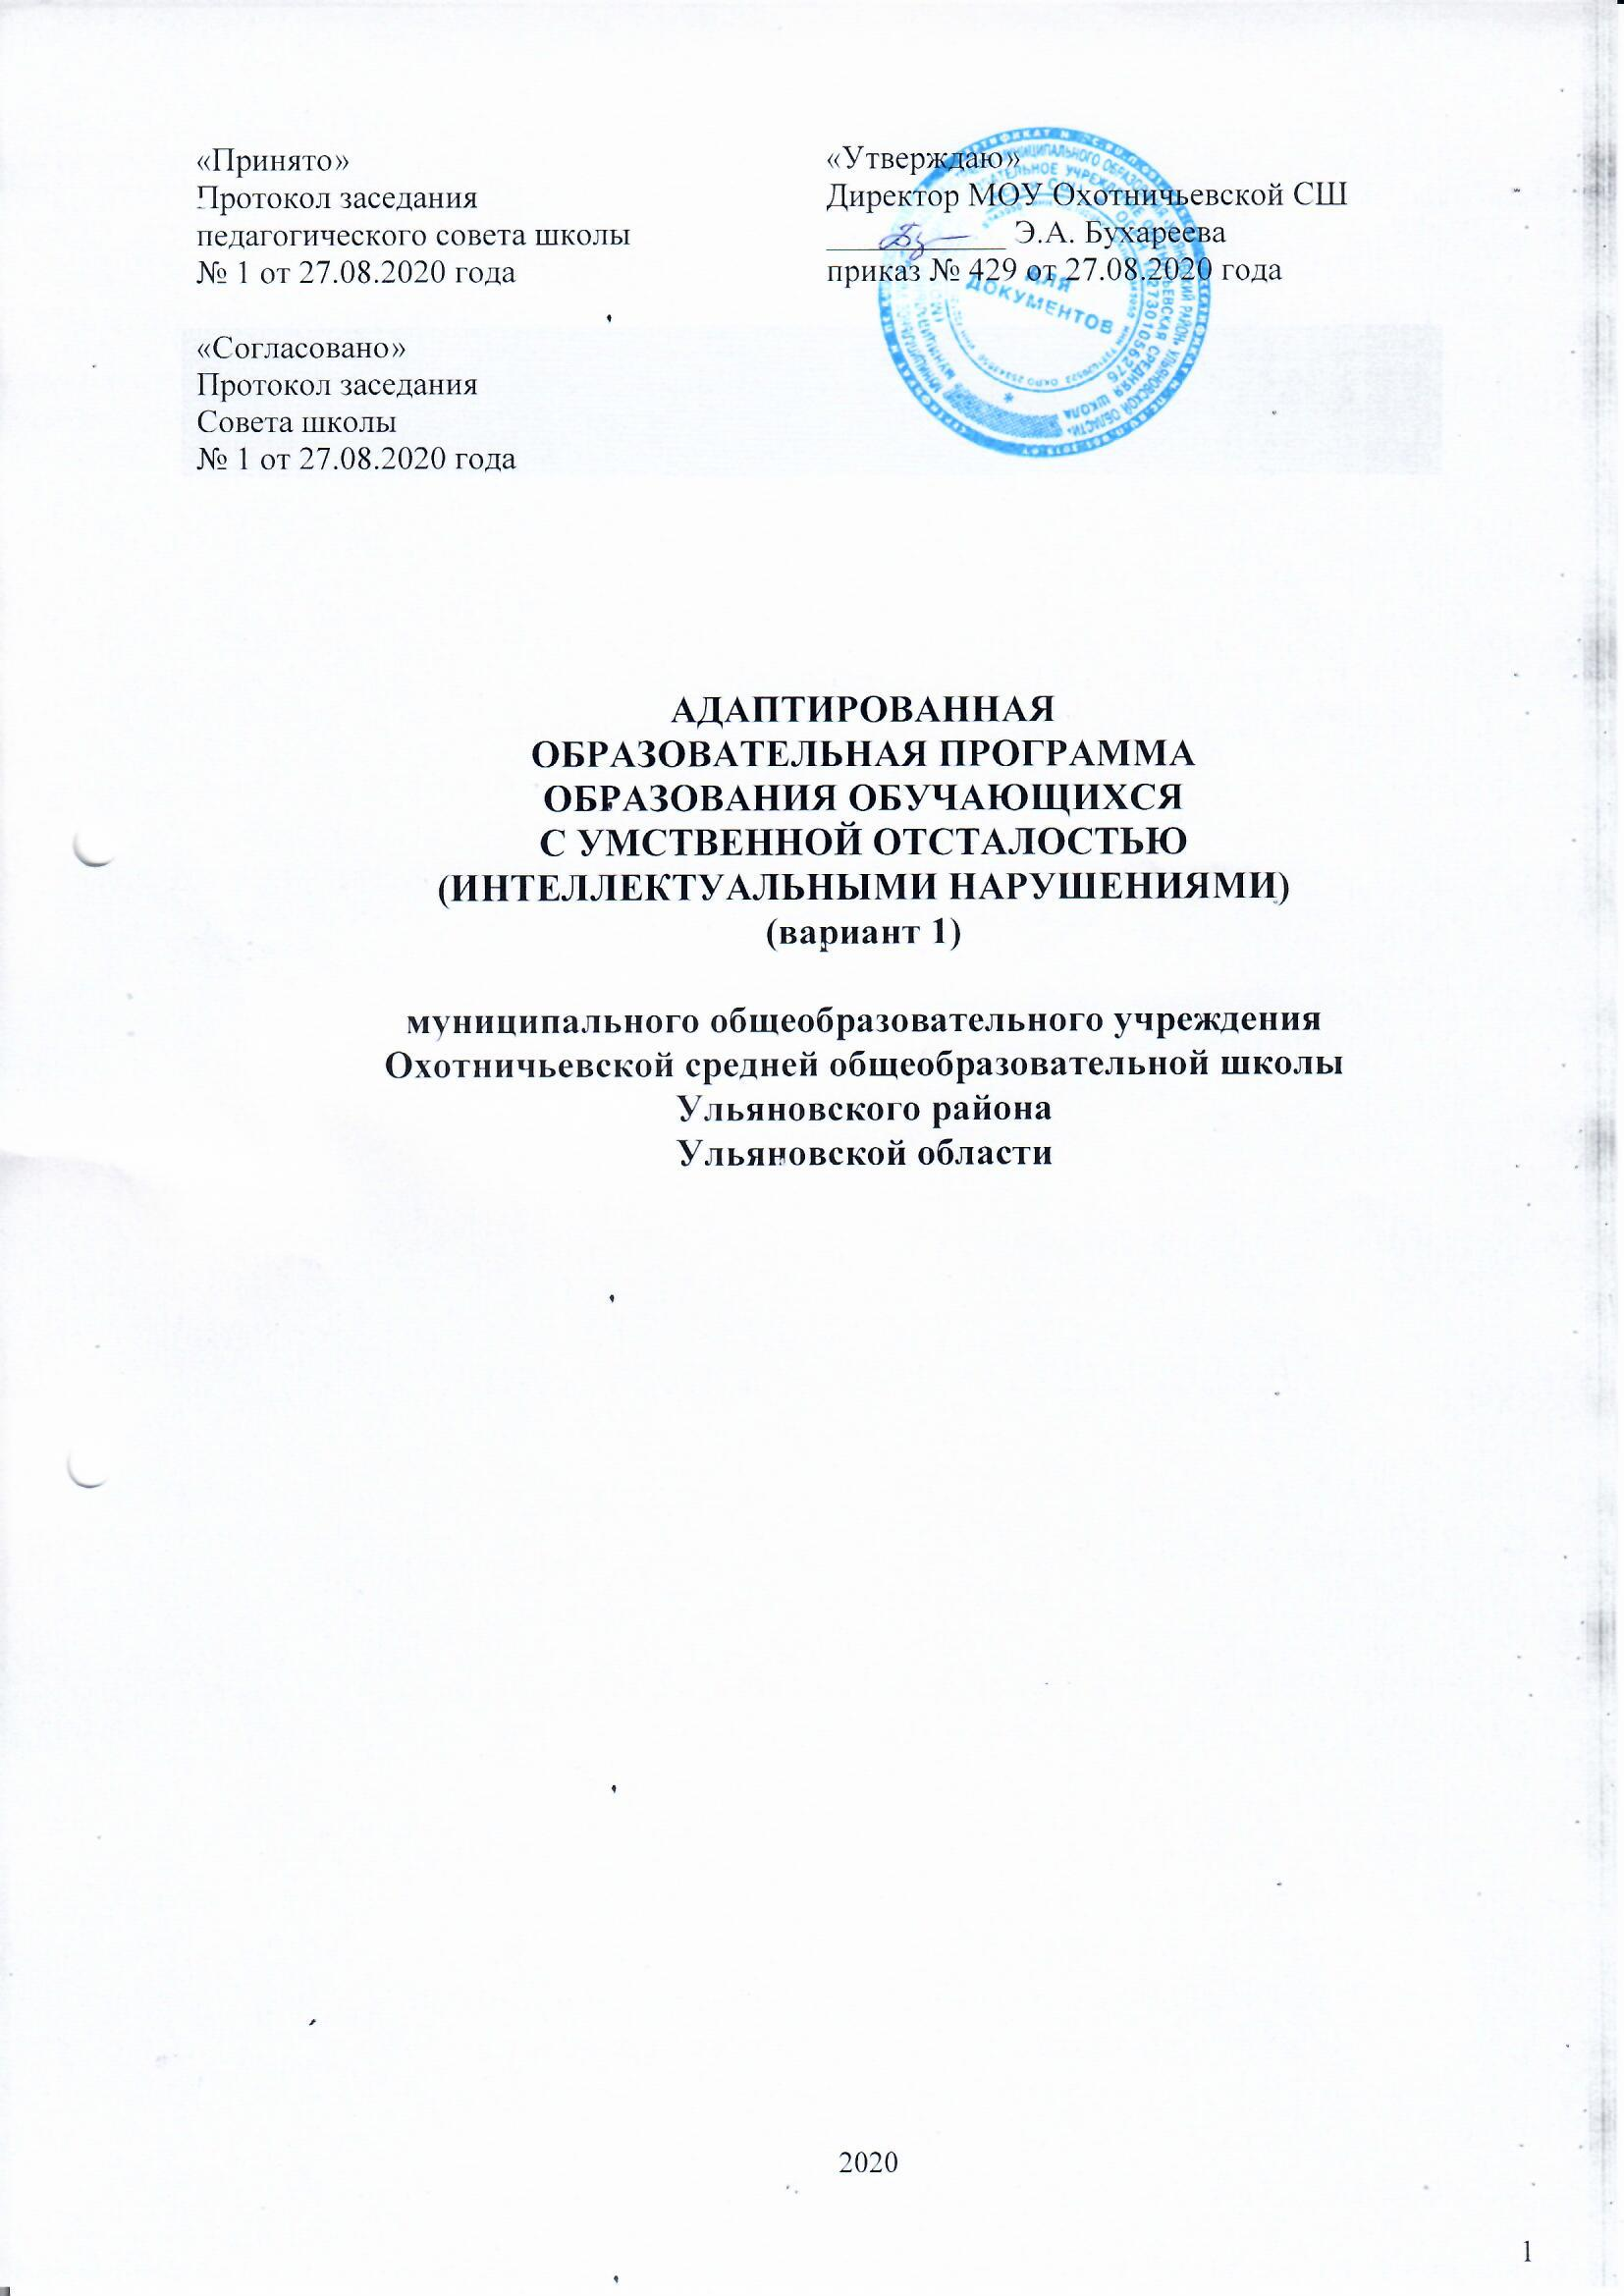 «Принято»
Протокол заседания
педагогического совета школы
№ 1 от 27.08.2020 года
«Утверждаю»
Директор МОУ Охотничьевской СШ
___________ Э.А. Бухареева
приказ № 429 от 27.08.2020 года
ДЛЯ
ДОКУМЕНТОВ
«Согласовано»
Протокол заседания
Совета школы
№ 1 от 27.08.2020 года
АДАПТИРОВАННАЯ
ОБРАЗОВАТЕЛЬНАЯ ПРОГРАММА
ОБРАЗОВАНИЯ ОБУЧАЮЩИХСЯ
С УМСТВЕННОЙ ОТСТАЛОСТЬЮ
(ИНТЕЛЛЕКТУАЛЬНЫМИ НАРУШЕНИЯМИ)
(вариант 1)
муниципального общеобразовательного учреждения
Охотничьевской средней общеобразовательной школы
Ульяновского района
Ульяновской области
2020
1